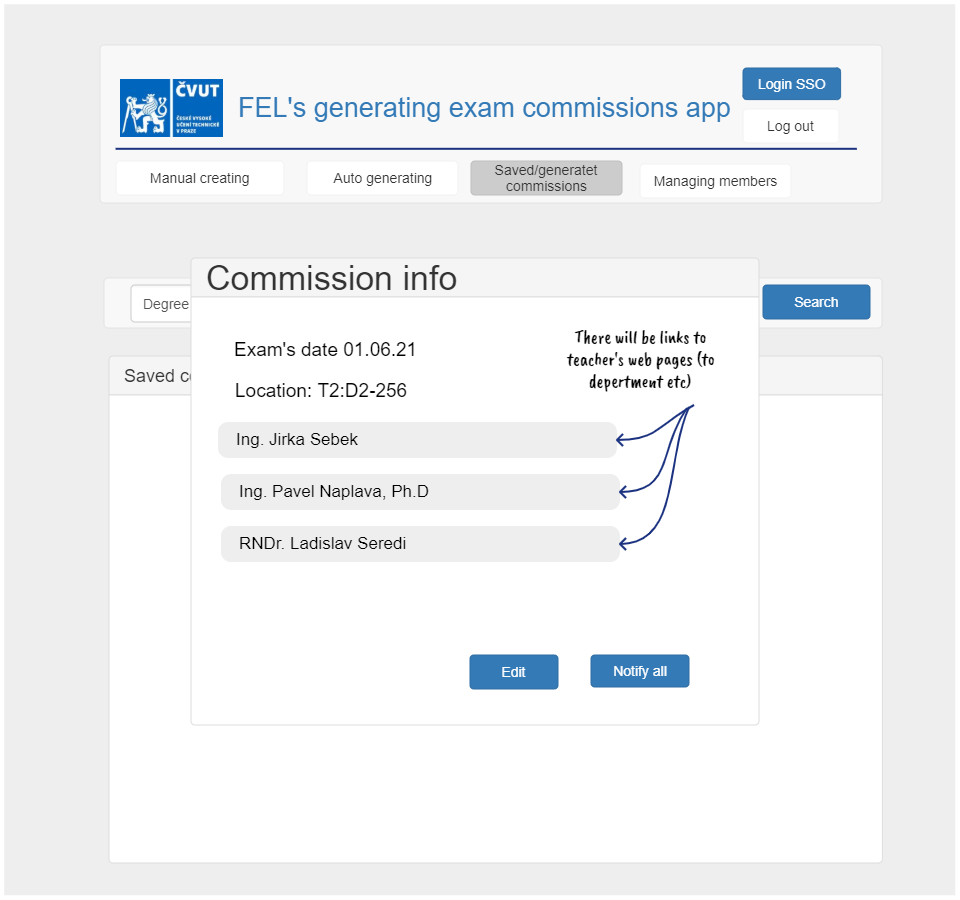 ČVUT
ČESKÉ VYSOKÉ
UČENÍ TECHNICKÉ
V PRAZE
FEL's generating exam commissions app
Login SSO
Log out
Manual creating
Auto generating
Saved/generatet
commissions
Managing members
Commission info
Degree
Search
Saved c
Exam's date 01.06.21
Location: T2:D2-256
There will be links to
teacher's web pages (to
depertment etc)
Ing. Jirka Sebek
Ing. Pavel Naplava, Ph.D
RNDr. Ladislav Seredi
Edit
Notify all